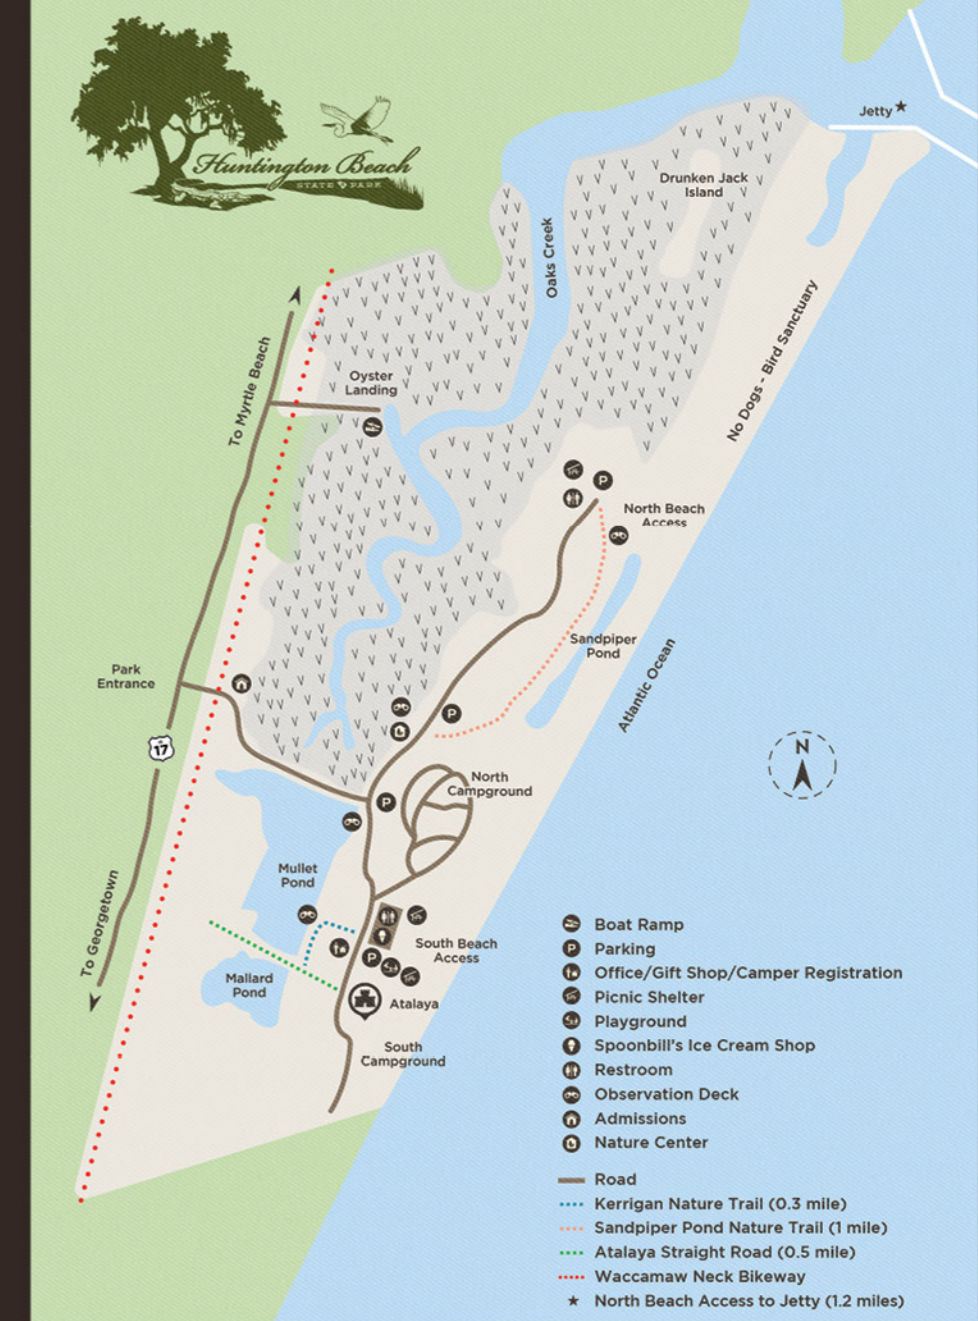 Huntington Beach
STATE PARK
Jetty
Drunken Jack
Island
Oaks Creek
No Dogs - Bird Sanctuary
To Myrtle Beach
Oyster
Landing
P
North Beach
Access
Sandpiper
Pond
Atlantic Ocean
Park
Entrance
17
P
N
North
Campground
P
To Georgetown
Mullet
Pond
South Beach
Access
P
Mallard
Pond
Atalaya
South
Campground
Boat Ramp
P Parking
Office/Gift Shop/Camper Registration
Picnic Shelter
Playground
Spoonbill's Ice Cream Shop
Restroom
Observation Deck
Admissions
Nature Center
Road
Kerrigan Nature Trail (0.3 mile)
Sandpiper Pond Nature Trail (1 mile)
Atalaya Straight Road (0.5 mile)
Waccamaw Neck Bikeway
North Beach Access to Jetty (1.2 miles)